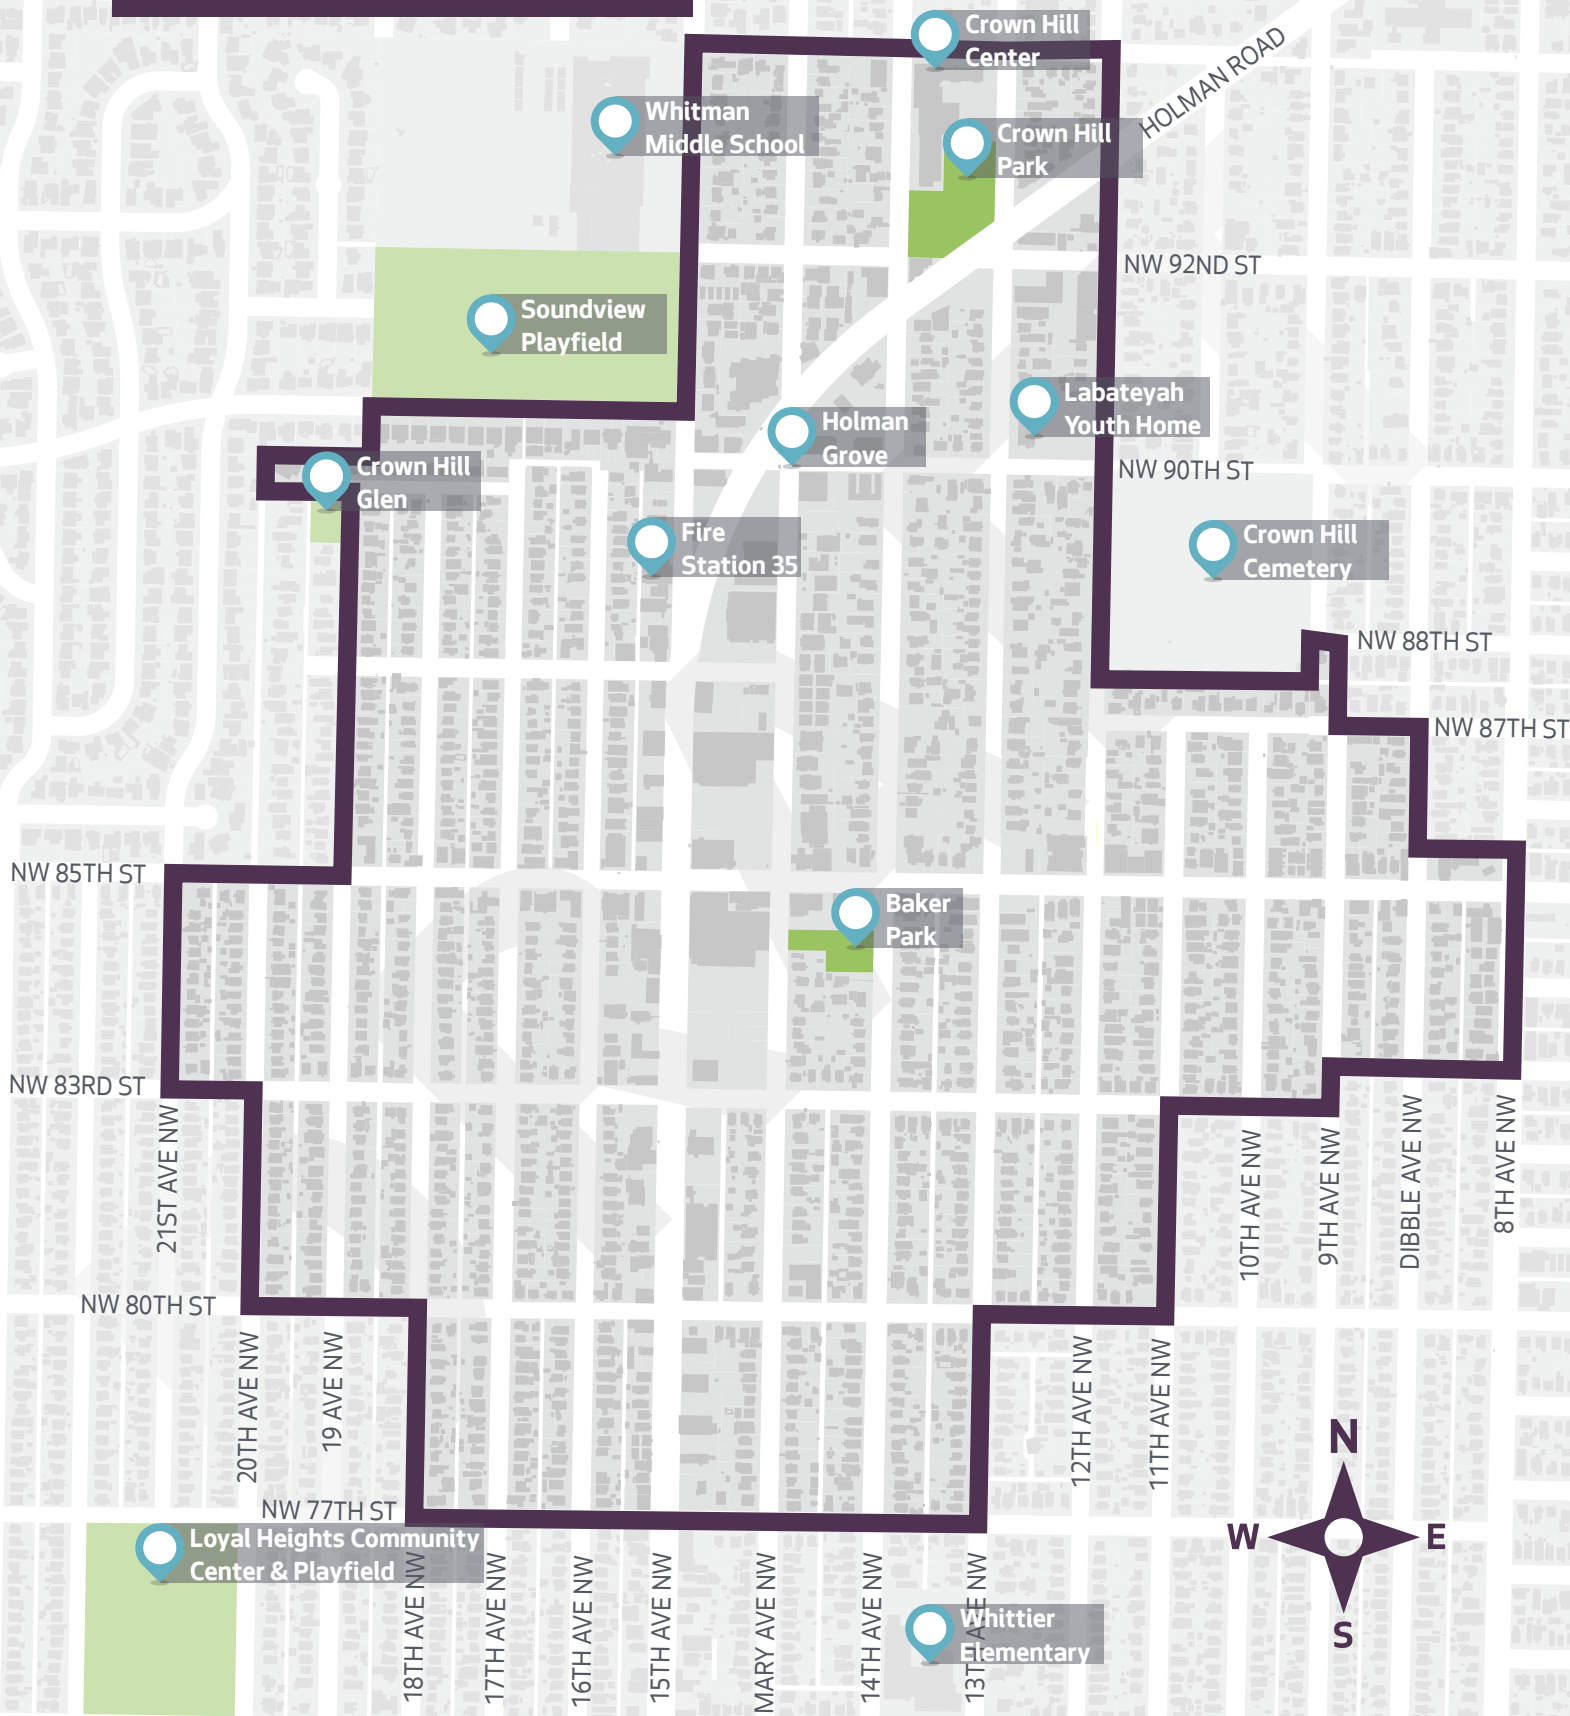 Crown Hill
Center
HOLMAN ROAD
Whitman
Middle School
Crown Hill
Park
NW 92ND ST
Soundview
Playfield
Labateyah
Youth Home
Holman
Grove
Crown Hill
Glen
NW 90TH ST
Fire
Station 35
Crown Hill
Cemetery
NW 88TH ST
NW 87TH ST
NW 85TH ST
Baker
Park
NW 83RD ST
21ST AVE NW
10TH AVE NW
9TH AVE NW
DIBBLE AVE NW
8TH AVE NW
NW 80TH ST
20TH AVE NW
19 AVE NW
12TH AVE NW
11TH AVE NW
N
W
E
S
NW 77TH ST
Loyal Heights Community
Center & Playfield
18TH AVE NW
17TH AVE NW
16TH AVE NW
15TH AVE NW
MARY AVE NW
14TH AVE NW
13TH AVE NW
Whittier
Elementary